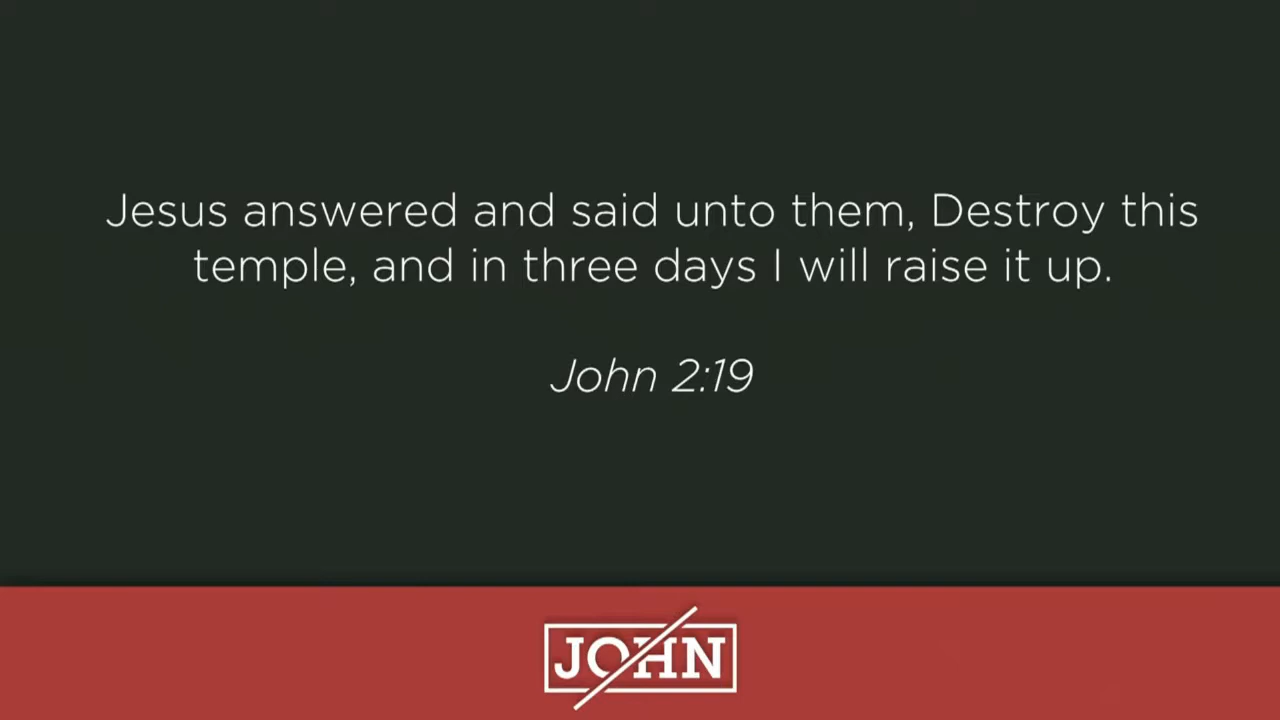 Jesus answered and said unto them, Destroy this
temple, and in three days I will raise it up.
John 2:19
JOHN